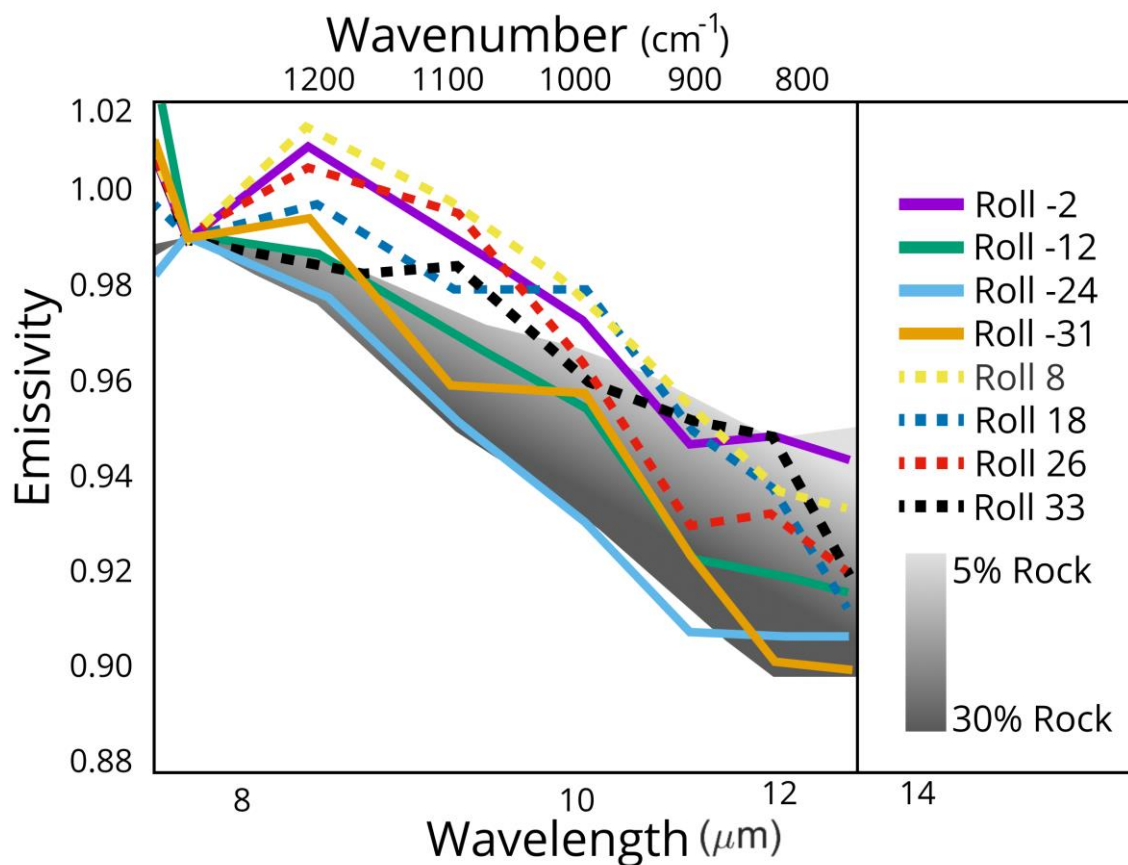 Wavenumber (cm⁻¹)
1200 1100 1000 900 800
1.02
1.00
0.98
0.96
0.94
0.92
0.90
0.88
Emissivity
8 10 12 14
Wavelength (μm)
Roll -2
Roll -12
Roll -24
Roll -31
Roll 8
Roll 18
Roll 26
Roll 33
5% Rock
30% Rock